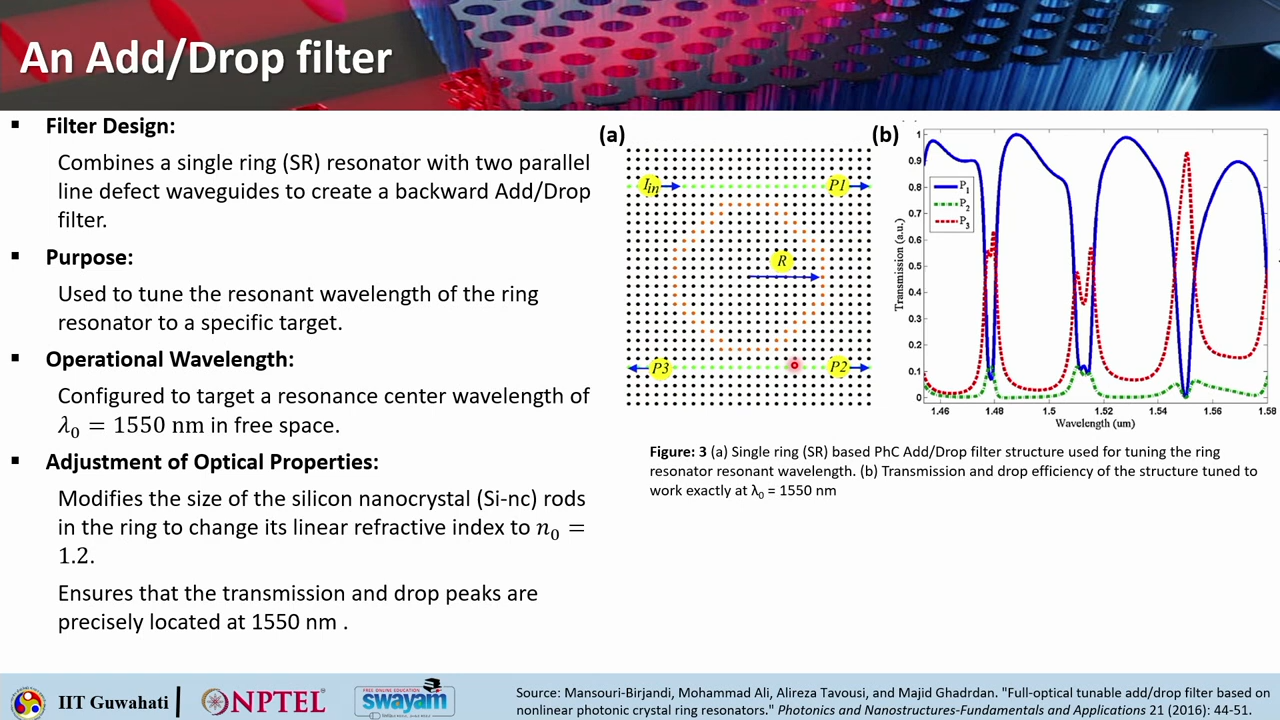 An Add/Drop filter
▪ Filter Design:
Combines a single ring (SR) resonator with two parallel
line defect waveguides to create a backward Add/Drop
filter.
▪ Purpose:
Used to tune the resonant wavelength of the ring
resonator to a specific target.
▪ Operational Wavelength:
Configured to target a resonance center wavelength of
λ₀ = 1550 nm in free space.
▪ Adjustment of Optical Properties:
Modifies the size of the silicon nanocrystal (Si-nc) rods
in the ring to change its linear refractive index to n₀ =
1.2.
Ensures that the transmission and drop peaks are
precisely located at 1550 nm .
(a)
Iin
P1
R
P3
P2
(b)
1
0.9
0.8
0.7
0.6
0.5
0.4
0.3
0.2
0.1
0
Transmission (a.u.)
P₁
P₂
P₃
1.46 1.48 1.5 1.52 1.54 1.56 1.58
Wavelength (um)
Figure: 3 (a) Single ring (SR) based PhC Add/Drop filter structure used for tuning the ring
resonator resonant wavelength. (b) Transmission and drop efficiency of the structure tuned to
work exactly at λ₀ = 1550 nm
IIT Guwahati
NPTEL
FREE ONLINE EDUCATION
swayam
Source: Mansouri-Birjandi, Mohammad Ali, Alireza Tavousi, and Majid Ghadrdan. "Full-optical tunable add/drop filter based on
nonlinear photonic crystal ring resonators." Photonics and Nanostructures-Fundamentals and Applications 21 (2016): 44-51.